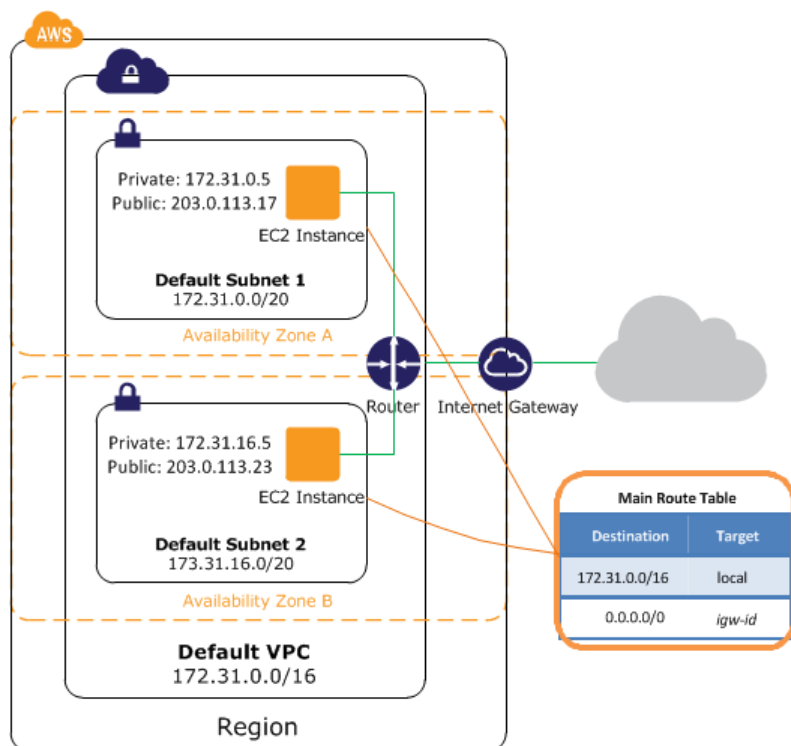 AWS
Private: 172.31.0.5
Public: 203.0.113.17
EC2 Instance
Default Subnet 1
172.31.0.0/20
Availability Zone A
Router
Internet Gateway
Private: 172.31.16.5
Public: 203.0.113.23
EC2 Instance
Default Subnet 2
173.31.16.0/20
Availability Zone B
Default VPC
172.31.0.0/16
Region
Main Route Table
Destination Target
172.31.0.0/16 local
0.0.0.0/0 igw-id